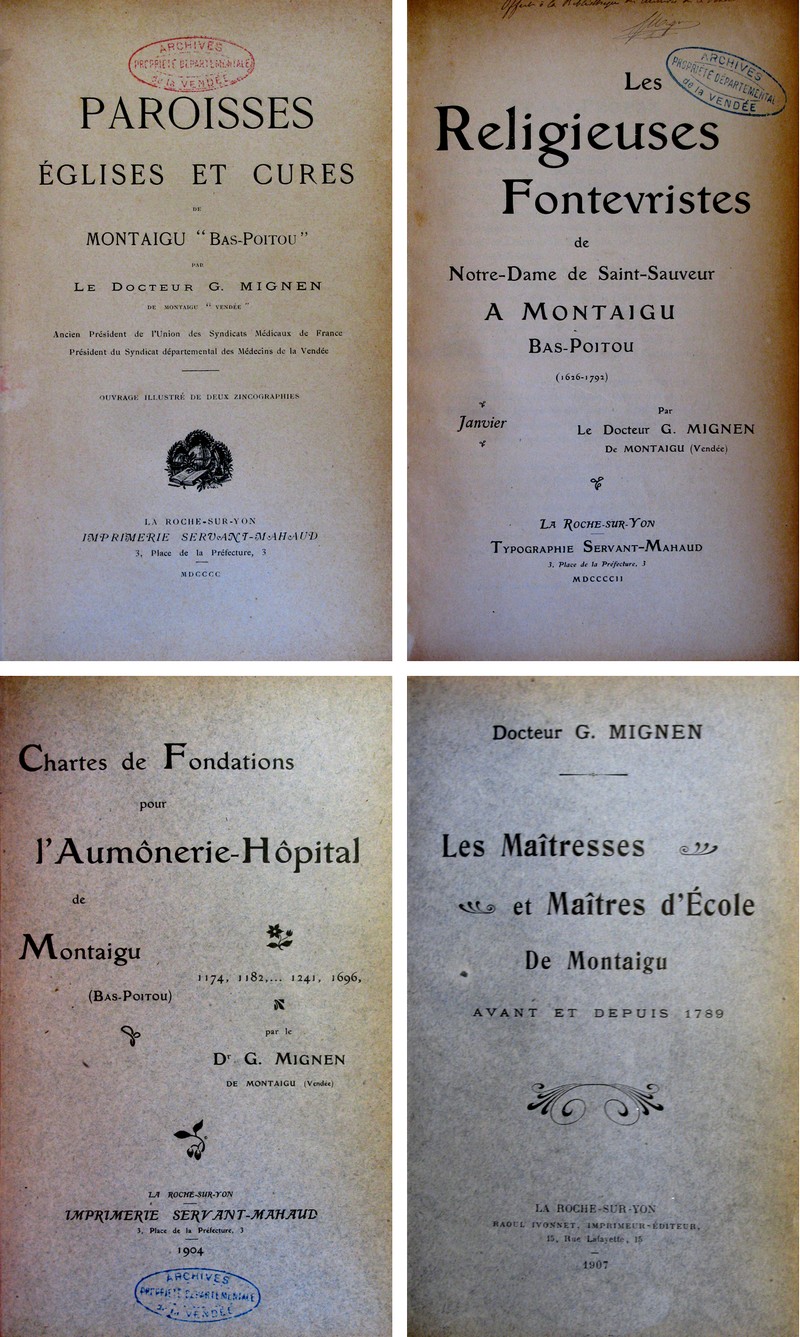 ARCHIVES
PROPRIÉTÉ DÉPARTEMENTALE
de la VENDÉE
PAROISSES
ÉGLISES ET CURES
DE
MONTAIGU “BAS-POITOU”
PAR
LE DOCTEUR G. MIGNEN
DE MONTAIGU “VENDÉE”
Ancien Président de l'Union des Syndicats Médicaux de France
Président du Syndicat départemental des Médecins de la Vendée
OUVRAGE ILLUSTRÉ DE DEUX ZINCOGRAPHIES
LA ROCHE-SUR-YON
IMPRIMERIE SERVANT-MAHAUD
3, Place de la Préfecture, 3
MDCCCC
Offert à la Bibliothèque
ARCHIVES
PROPRIÉTÉ DÉPARTEMENTAL
de la VENDÉE
Les
Religieuses
Fontevristes
de
Notre-Dame de Saint-Sauveur
A MONTAIGU
BAS-POITOU
(1626-1792)
Janvier
Par
Le Docteur G. MIGNEN
De MONTAIGU (Vendée)
LA ROCHE-SUR-YON
TYPOGRAPHIE SERVANT-MAHAUD
3, Place de la Préfecture, 3
MDCCCCII
Chartes de Fondations
pour
l'Aumônerie-Hôpital
de
Montaigu
1174, 1182,... 1241, 1696,
(BAS-POITOU)
par le
Dr G. MIGNEN
DE MONTAIGU (Vendée)
LA ROCHE-SUR-YON
IMPRIMERIE SERVANT-MAHAUD
3, Place de la Préfecture, 3
1904
ARCHIVES
PROPRIÉTÉ DÉPARTEMENTALE
de la VENDÉE
Docteur G. MIGNEN
Les Maîtresses
et Maîtres d'École
De Montaigu
AVANT ET DEPUIS 1789
LA ROCHE-SUR-YON
RAOUL IVONNET, IMPRIMEUR-ÉDITEUR,
15, Rue Lafayette, 15
1907